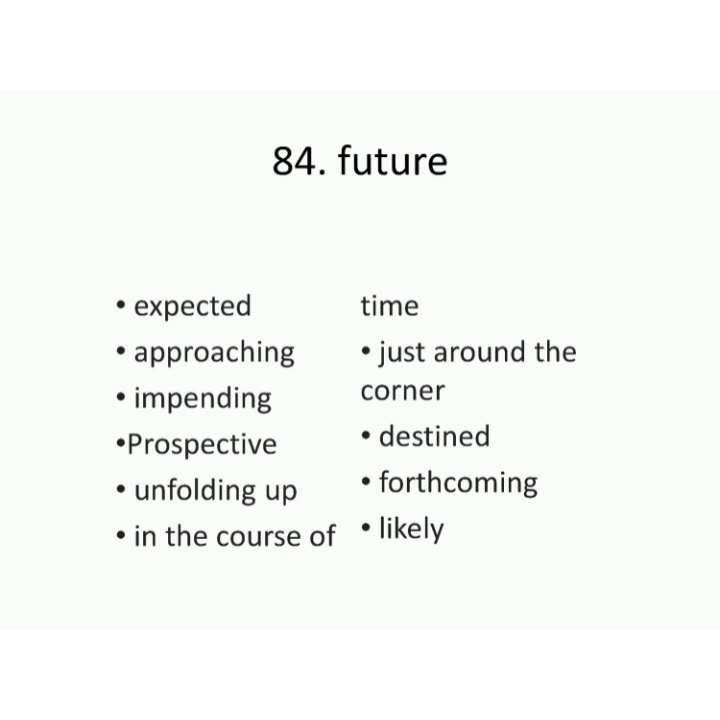 84. future
• expected
• approaching
• impending
•Prospective
• unfolding up
• in the course of
time
• just around the
corner
• destined
• forthcoming
• likely